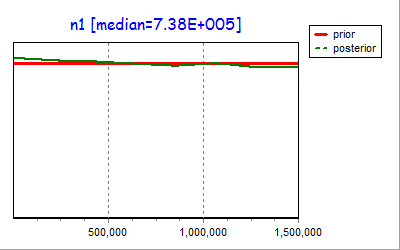 n1 [median=7.38E+005]
prior
posterior
500,000
1,000,000
1,500,000